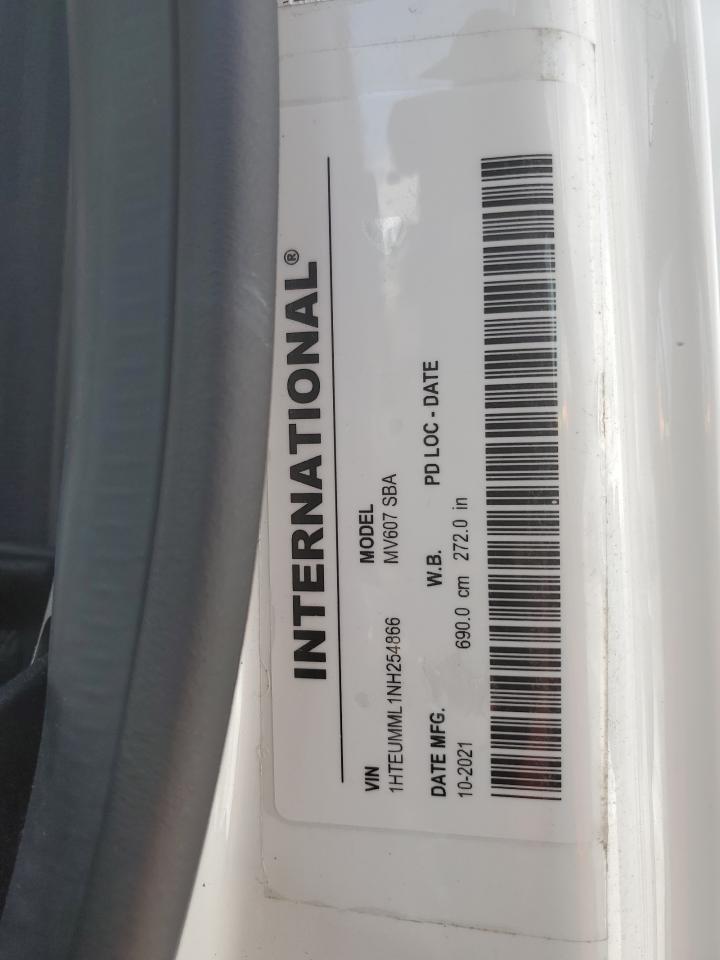 INTERNATIONAL®
VIN MODEL
1HTEUMML1NH254866 MV607 SBA
DATE MFG. W.B. PD LOC - DATE
10-2021 690.0 cm 272.0 in